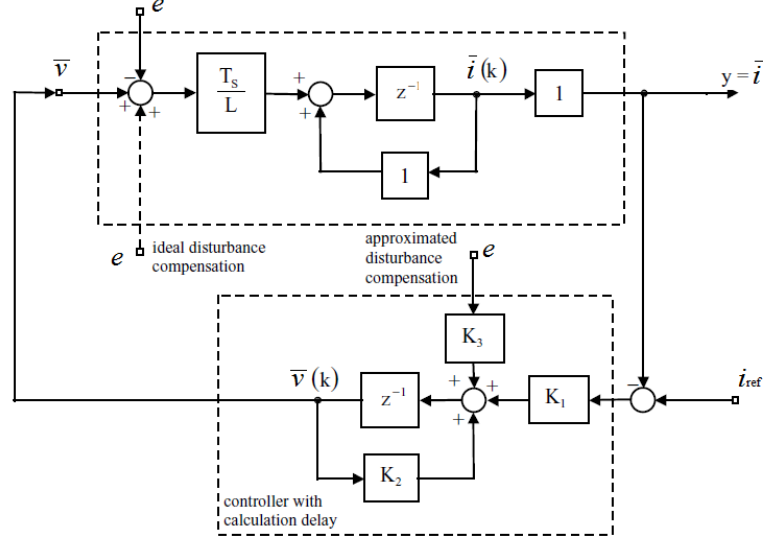 e
v̅
−
+
+
T_S
L
+
+
z⁻¹
i̅(k)
1
y = i̅
1
e
ideal disturbance
compensation
approximated
disturbance
compensation
e
K₃
v̅(k)
z⁻¹
+
+
+
K₁
−
i_ref
K₂
controller with
calculation delay